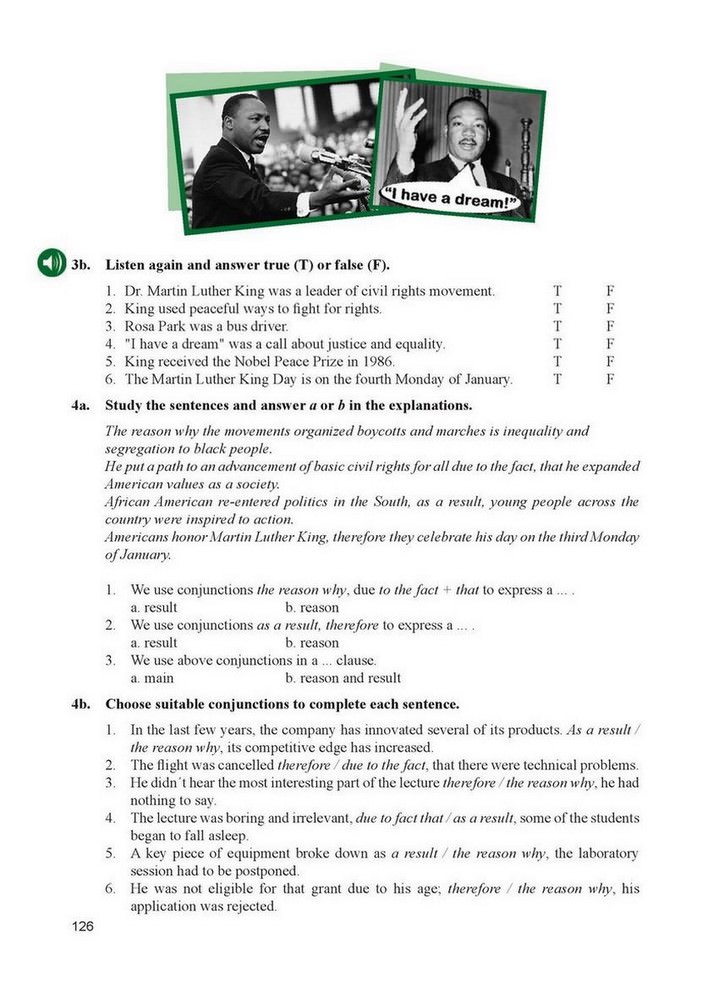 "I have a dream!"
3b. Listen again and answer true (T) or false (F).
1. Dr. Martin Luther King was a leader of civil rights movement. T F
2. King used peaceful ways to fight for rights. T F
3. Rosa Park was a bus driver. T F
4. "I have a dream" was a call about justice and equality. T F
5. King received the Nobel Peace Prize in 1986. T F
6. The Martin Luther King Day is on the fourth Monday of January. T F
4a. Study the sentences and answer a or b in the explanations.
The reason why the movements organized boycotts and marches is inequality and
segregation to black people.
He put a path to an advancement of basic civil rights for all due to the fact, that he expanded
American values as a society.
African American re-entered politics in the South, as a result, young people across the
country were inspired to action.
Americans honor Martin Luther King, therefore they celebrate his day on the third Monday
of January.
1. We use conjunctions the reason why, due to the fact + that to express a ... .
a. result b. reason
2. We use conjunctions as a result, therefore to express a ... .
a. result b. reason
3. We use above conjunctions in a ... clause.
a. main b. reason and result
4b. Choose suitable conjunctions to complete each sentence.
1. In the last few years, the company has innovated several of its products. As a result /
the reason why, its competitive edge has increased.
2. The flight was cancelled therefore / due to the fact, that there were technical problems.
3. He didn´t hear the most interesting part of the lecture therefore / the reason why, he had
nothing to say.
4. The lecture was boring and irrelevant, due to fact that / as a result, some of the students
began to fall asleep.
5. A key piece of equipment broke down as a result / the reason why, the laboratory
session had to be postponed.
6. He was not eligible for that grant due to his age; therefore / the reason why, his
application was rejected.
126